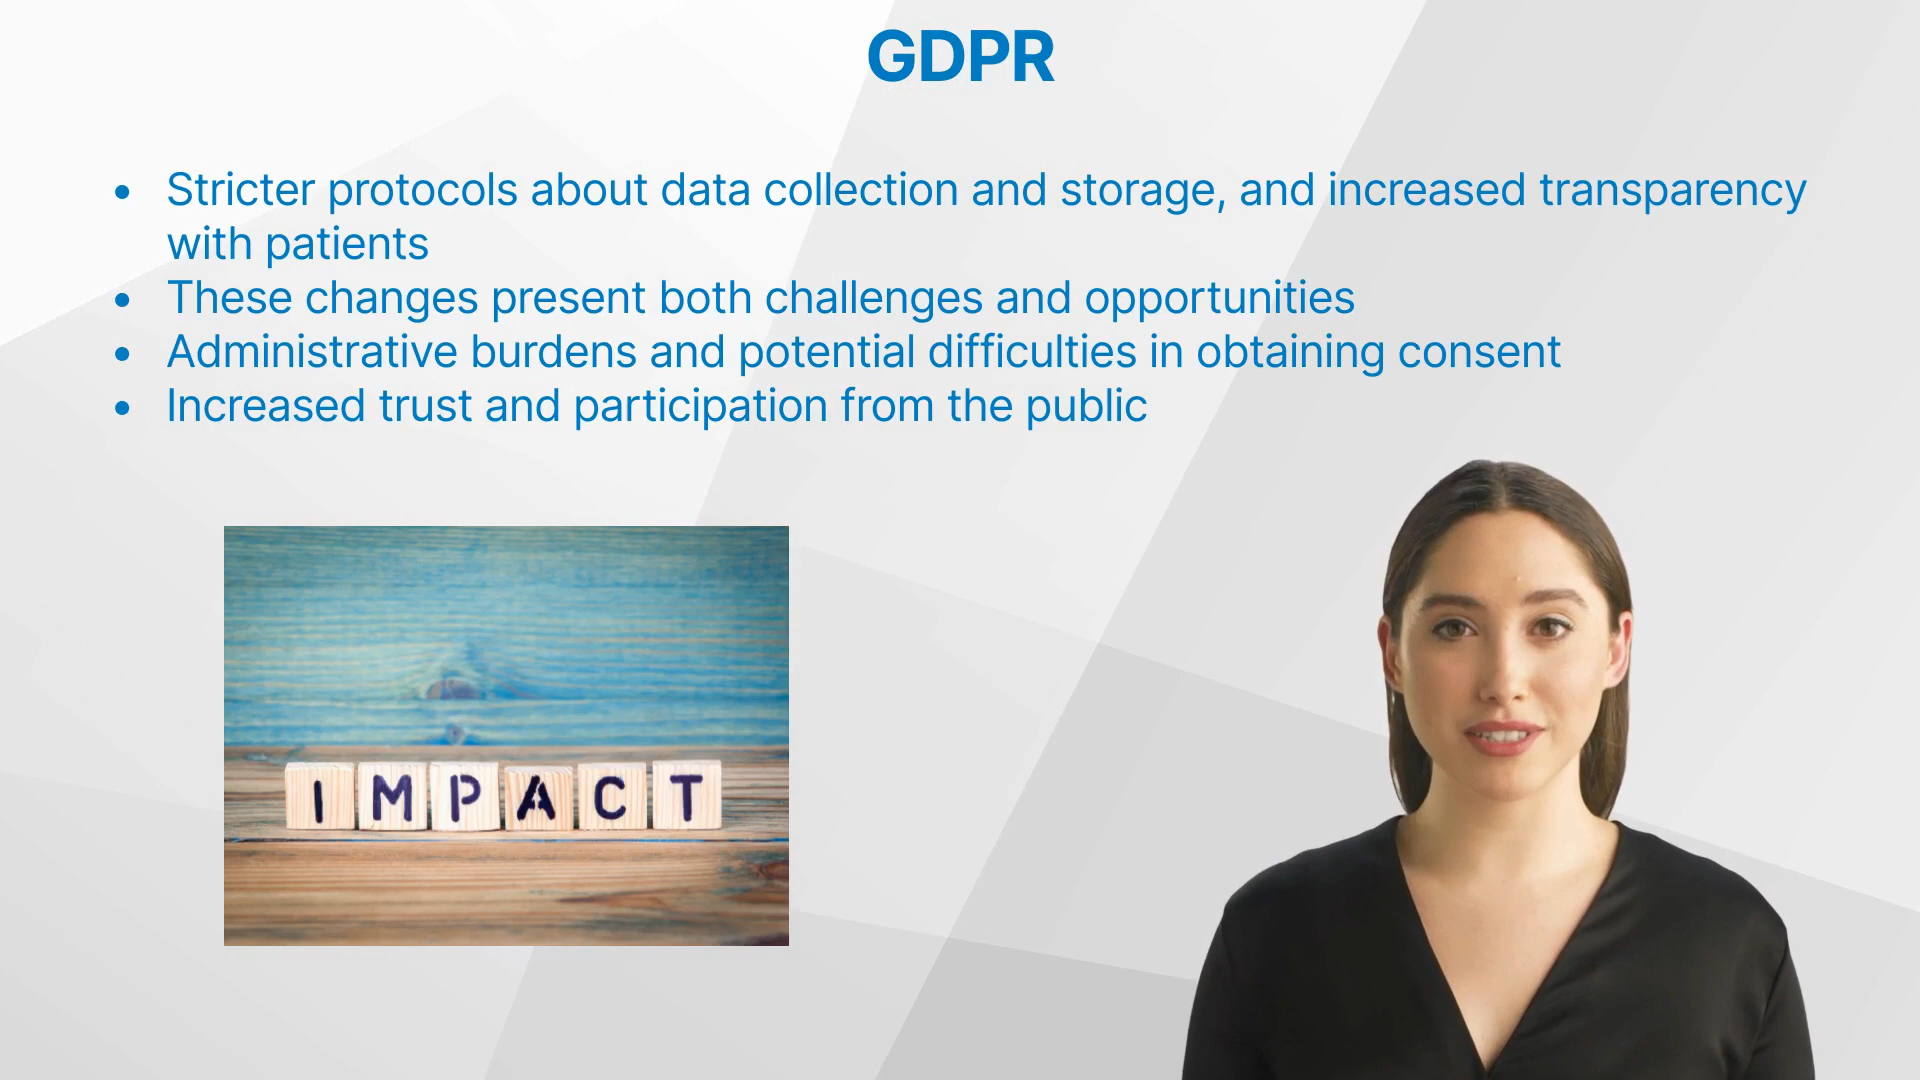 GDPR
• Stricter protocols about data collection and storage, and increased transparency
with patients
• These changes present both challenges and opportunities
• Administrative burdens and potential difficulties in obtaining consent
• Increased trust and participation from the public
IMPACT